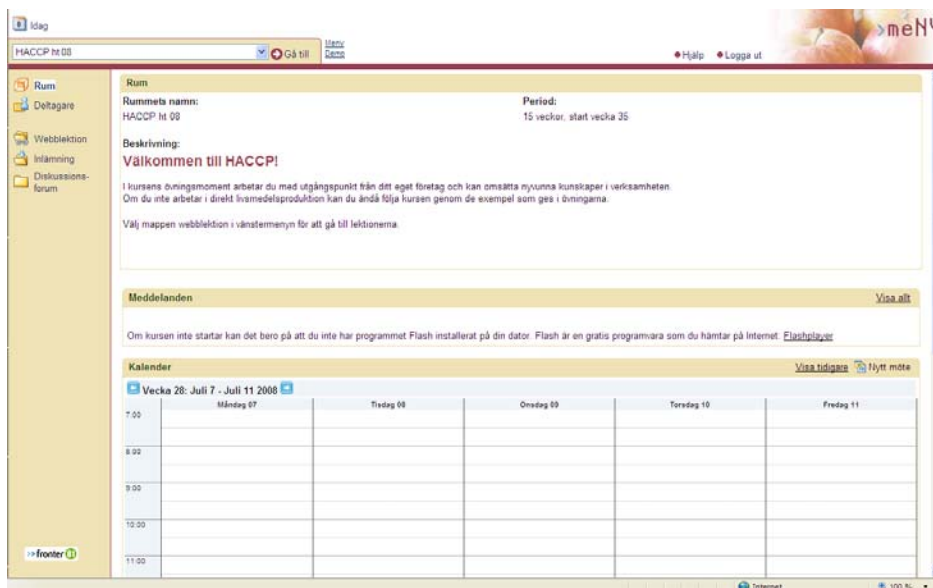 Idag
HACCP ht 08
Gå till
Meny
Demo
Hjälp
Logga ut
>meNY
Rum
Deltagare
Webblektion
Inlämning
Diskussions-
forum
Rum
Rummets namn:
Period:
HACCP ht 08
15 veckor, start vecka 35
Beskrivning:
Välkommen till HACCP!
I kursens övningsmoment arbetar du med utgångspunkt från ditt eget företag och kan omsätta nyvunna kunskaper i verksamheten.
Om du inte arbetar i direkt livsmedelsproduktion kan du ändå följa kursen genom de exempel som ges i övningarna.
Välj mappen webblektion i vänstermenyn för att gå till lektionerna.
Meddelanden
Visa allt
Om kursen inte startar kan det bero på att du inte har programmet Flash installerat på din dator. Flash är en gratis programvara som du hämtar på Internet. Flashplayer
Kalender
Visa tidigare
Nytt möte
Vecka 28: Juli 7 - Juli 11 2008
Måndag 07
Tisdag 08
Onsdag 09
Torsdag 10
Fredag 11
7:00
8:00
9:00
10:00
11:00
>>fronter
Internet
100 %